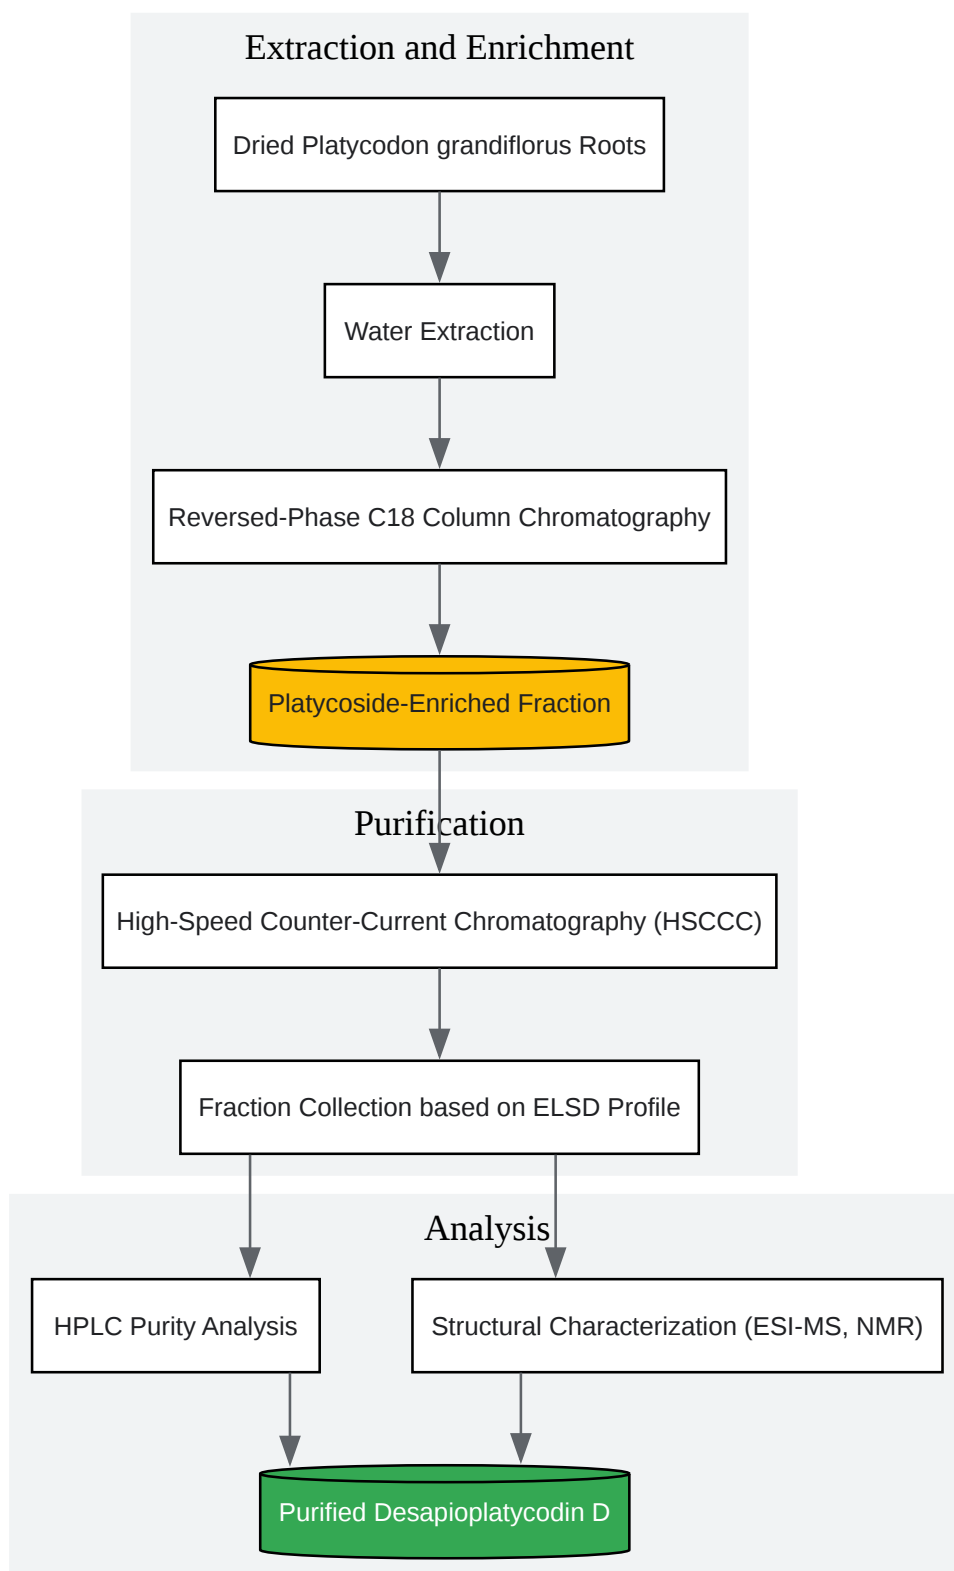 Extraction and Enrichment
Dried Platycodon grandiflorus Roots
Water Extraction
Reversed-Phase C18 Column Chromatography
Platycoside-Enriched Fraction
Purification
High-Speed Counter-Current Chromatography (HSCCC)
Fraction Collection based on ELSD Profile
Analysis
HPLC Purity Analysis
Structural Characterization (ESI-MS, NMR)
Purified Desapioplatycodin D